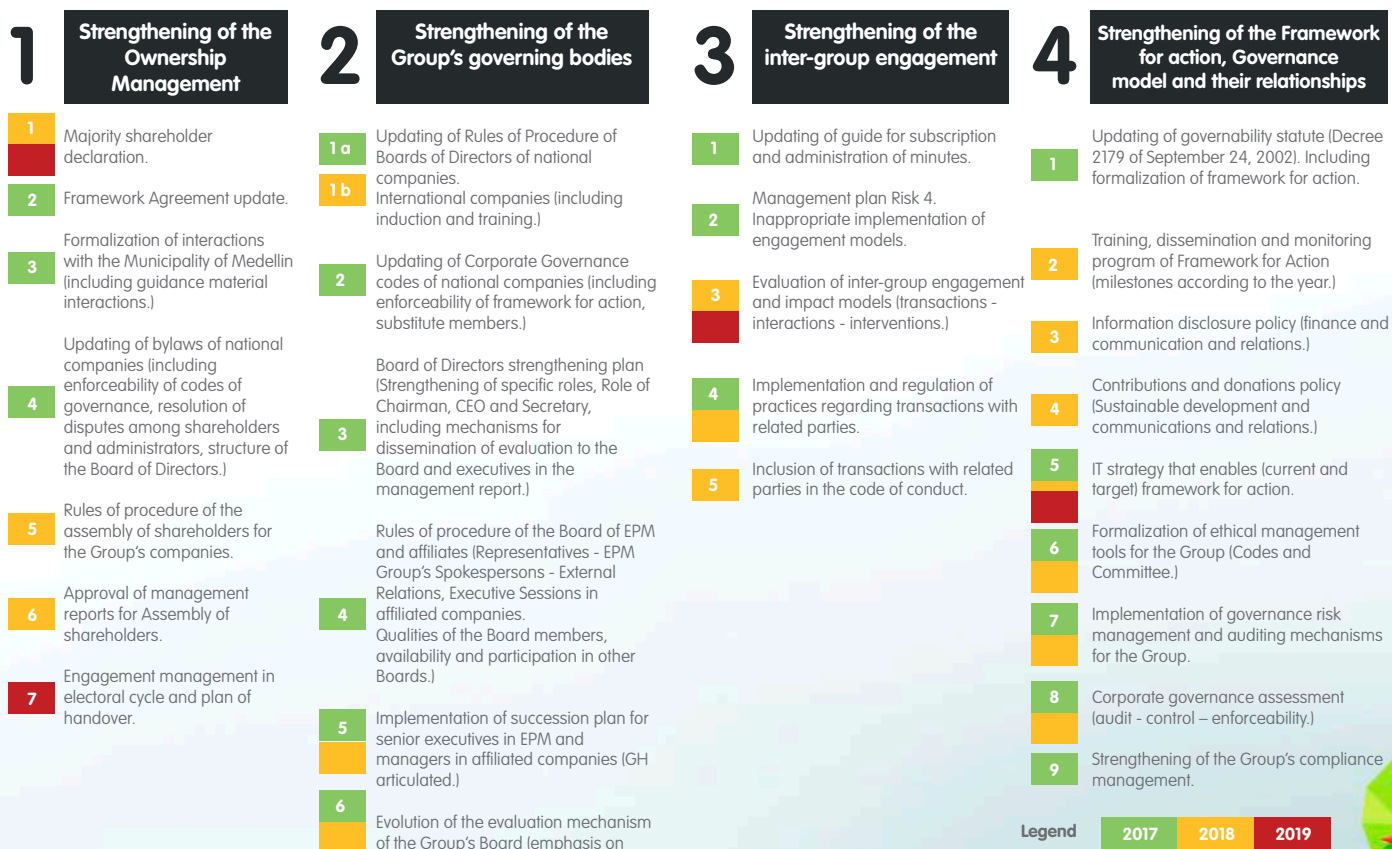 1
Strengthening of the
Ownership
Management
1
Majority shareholder
declaration.
2
Framework Agreement update.
3
Formalization of interactions
with the Municipality of Medellin
(including guidance material
interactions.)
4
Updating of bylaws of national
companies (including
enforceability of codes of
governance, resolution of
disputes among shareholders
and administrators, structure of
the Board of Directors.)
5
Rules of procedure of the
assembly of shareholders for
the Group's companies.
6
Approval of management
reports for Assembly of
shareholders.
7
Engagement management in
electoral cycle and plan of
handover.
2
Strengthening of the
Group's governing bodies
1 a
Updating of Rules of Procedure of
Boards of Directors of national
companies.
1 b
International companies (including
induction and training.)
2
Updating of Corporate Governance
codes of national companies (including
enforceability of framework for action,
substitute members.)
3
Board of Directors strengthening plan
(Strengthening of specific roles, Role of
Chairman, CEO and Secretary,
including mechanisms for
dissemination of evaluation to the
Board and executives in the
management report.)
4
Rules of procedure of the Board of EPM
and affiliates (Representatives - EPM
Group's Spokespersons - External
Relations, Executive Sessions in
affiliated companies.
Qualities of the Board members,
availability and participation in other
Boards.)
5
Implementation of succession plan for
senior executives in EPM and
managers in affiliated companies (GH
articulated.)
6
Evolution of the evaluation mechanism
of the Group's Board (emphasis on
3
Strengthening of the
inter-group engagement
1
Updating of guide for subscription
and administration of minutes.
2
Management plan Risk 4.
Inappropriate implementation of
engagement models.
3
Evaluation of inter-group engagement
and impact models (transactions -
interactions - interventions.)
4
Implementation and regulation of
practices regarding transactions with
related parties.
5
Inclusion of transactions with related
parties in the code of conduct.
4
Strengthening of the Framework
for action, Governance
model and their relationships
1
Updating of governability statute (Decree
2179 of September 24, 2002). Including
formalization of framework for action.
2
Training, dissemination and monitoring
program of Framework for Action
(milestones according to the year.)
3
Information disclosure policy (finance and
communication and relations.)
4
Contributions and donations policy
(Sustainable development and
communications and relations.)
5
IT strategy that enables (current and
target) framework for action.
6
Formalization of ethical management
tools for the Group (Codes and
Committee.)
7
Implementation of governance risk
management and auditing mechanisms
for the Group.
8
Corporate governance assessment
(audit - control – enforceability.)
9
Strengthening of the Group's compliance
management.
Legend 2017 2018 2019